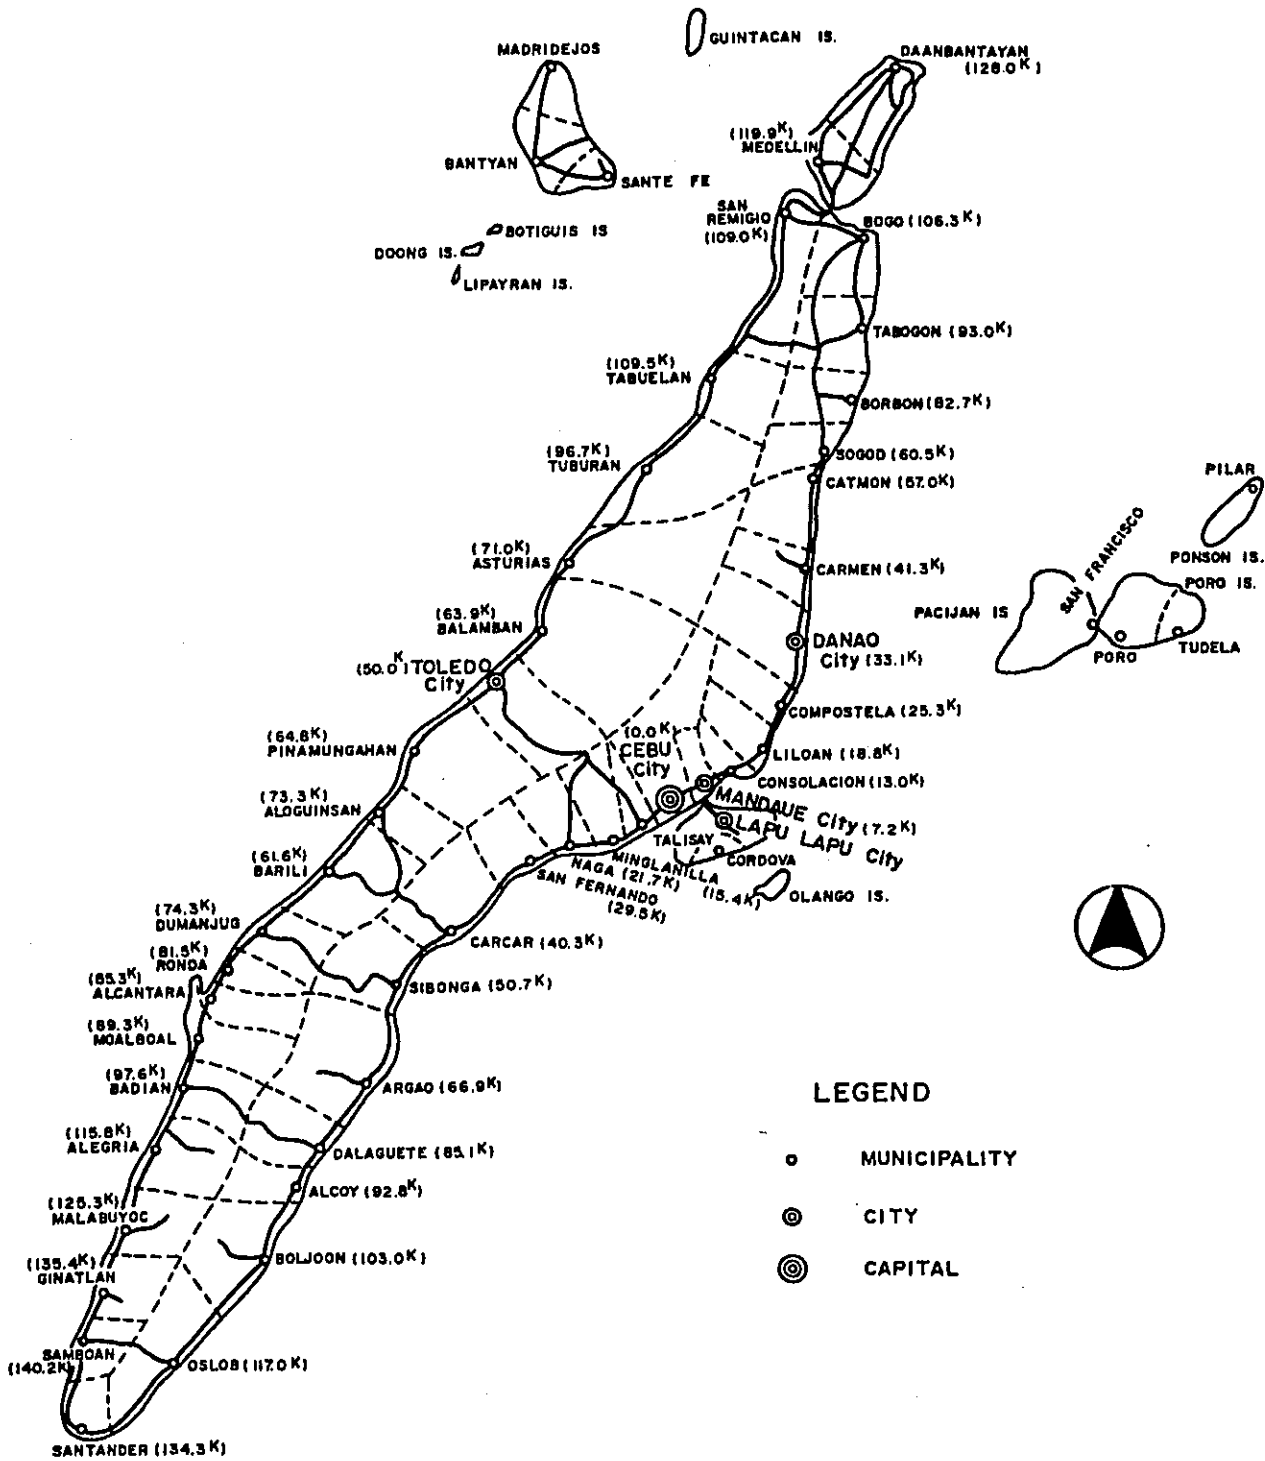 GUINTACAN IS.
MADRIDEJOS
DAANBANTAYAN
(128.0K)
(119.9K)
MEDELLIN
BANTYAN
SANTE FE
SAN
REMIGIO
(109.0K)
BOGO (106.3K)
BOTIGUIS IS
DOONG IS.
LIPAYRAN IS.
TABOGON (93.0K)
(109.5K)
TABUELAN
BORBON (82.7K)
(96.7K)
TUBURAN
SOGOD (60.5K)
CATMON (57.0K)
PILAR
PONSON IS.
SAN FRANCISCO
(71.0K)
ASTURIAS
CARMEN (41.3K)
PORO IS.
PACIJAN IS
(63.9K)
BALAMBAN
DANAO
City (33.1K)
PORO
TUDELA
(50.0K) TOLEDO
City
COMPOSTELA (25.3K)
(64.8K)
PINAMUNGAHAN
(0.0K)
CEBU
City
LILOAN (18.8K)
CONSOLACION (13.0K)
(73.3K)
ALOGUINSAN
MANDAUE City (7.2K)
LAPU LAPU City
TALISAY
CORDOVA
MINGLANILLA
(15.4K)
NAGA (21.7K)
SAN FERNANDO
(29.5K)
OLANGO IS.
(61.6K)
BARILI
(74.3K)
DUMANJUG
CARCAR (40.3K)
(81.5K)
RONDA
(85.3K)
ALCANTARA
SIBONGA (50.7K)
(89.3K)
MOALBOAL
(97.6K)
BADIAN
ARGAO (66.9K)
LEGEND
(115.8K)
ALEGRIA
DALAGUETE (85.1K)
MUNICIPALITY
ALCOY (92.8K)
(125.3K)
MALABUYOC
CITY
(135.4K)
GINATLAN
BOLJOON (103.0K)
CAPITAL
SAMBOAN
(140.2K)
OSLOB (117.0K)
SANTANDER (134.3K)